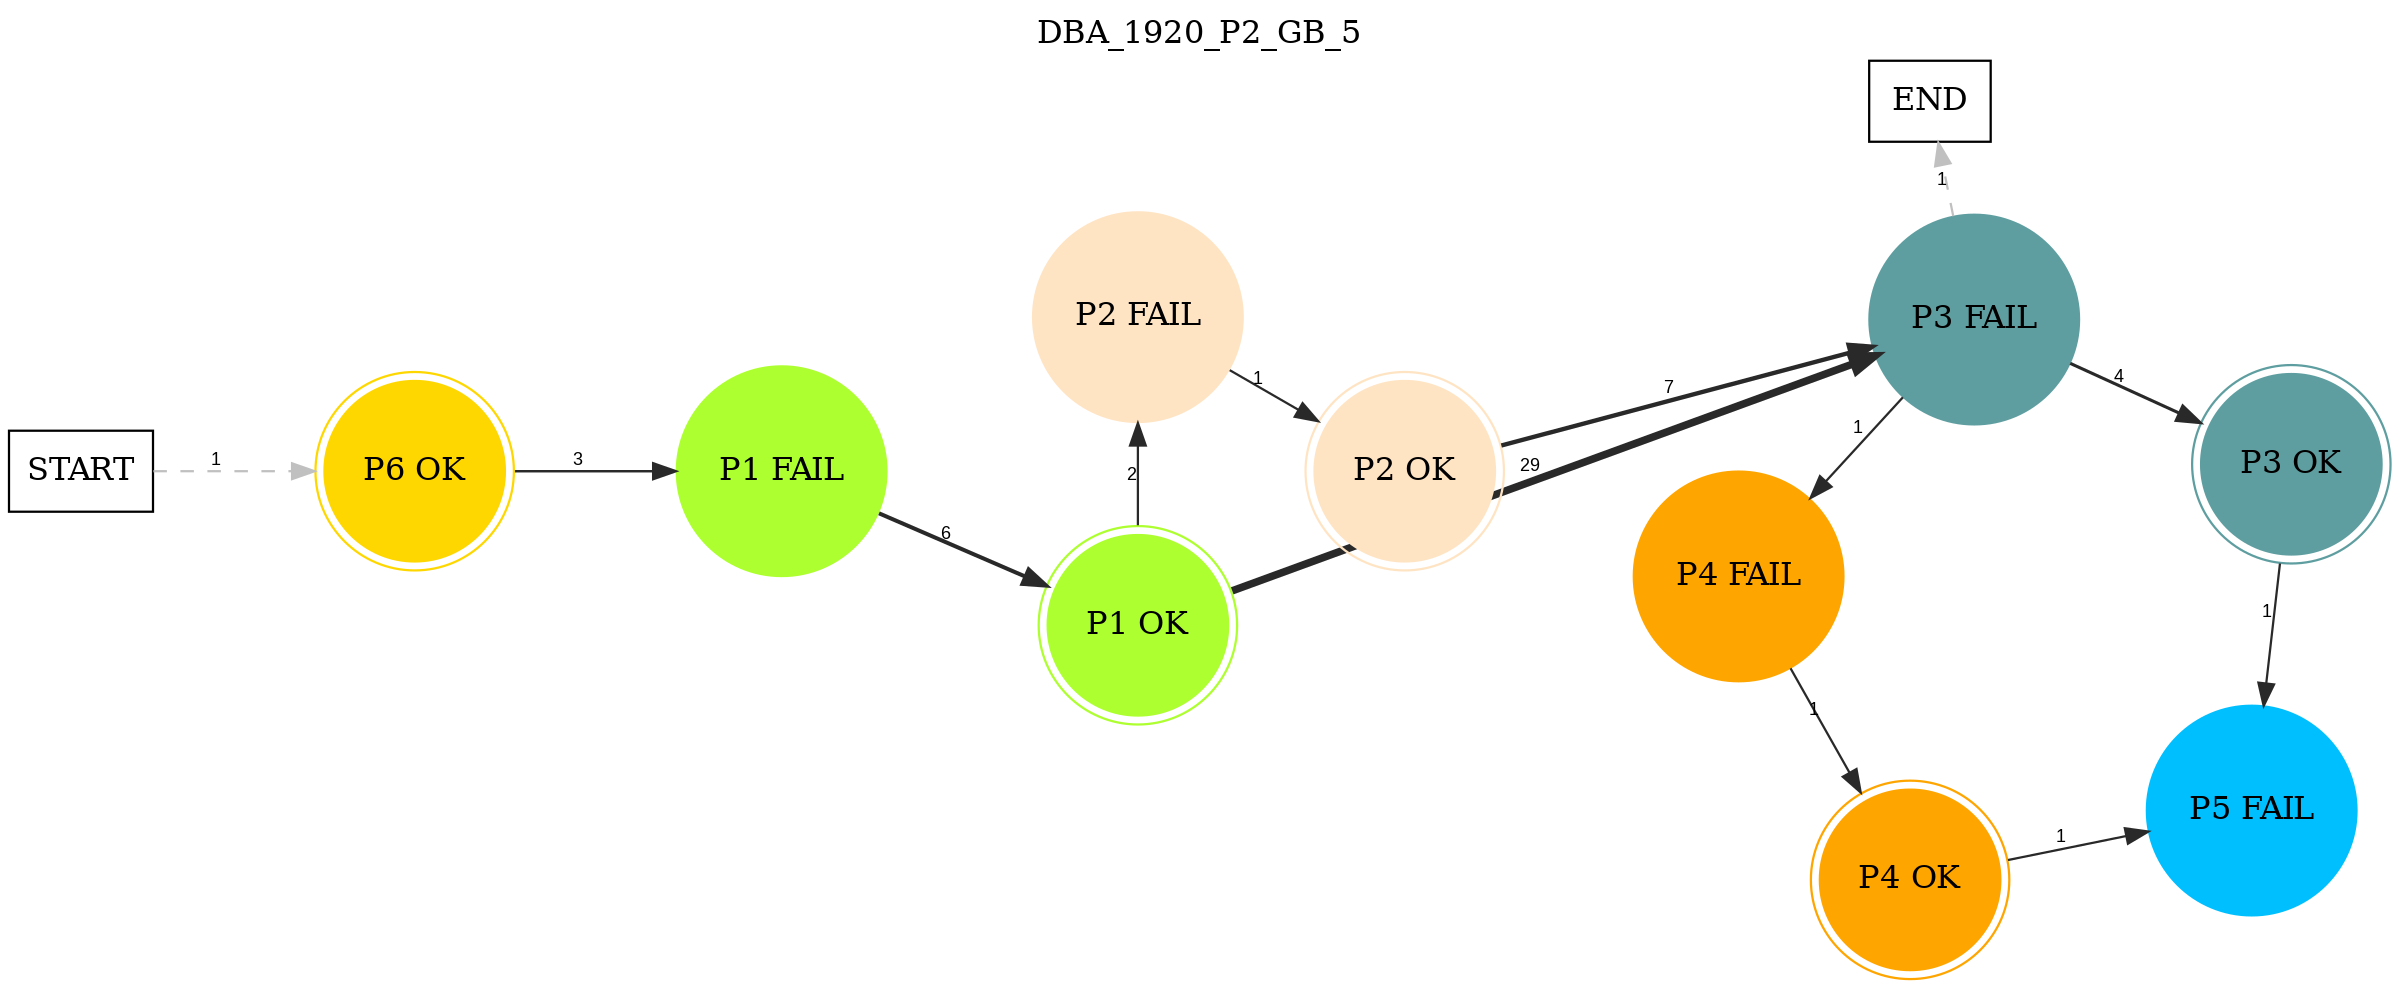 DBA_1920_P2_GB_5
END
1
P2 FAIL
P3 FAIL
1
7
4
1
START
1
P6 OK
3
P1 FAIL
2
P2 OK
29
P3 OK
6
P1 OK
P4 FAIL
1
1
1
P4 OK
P5 FAIL